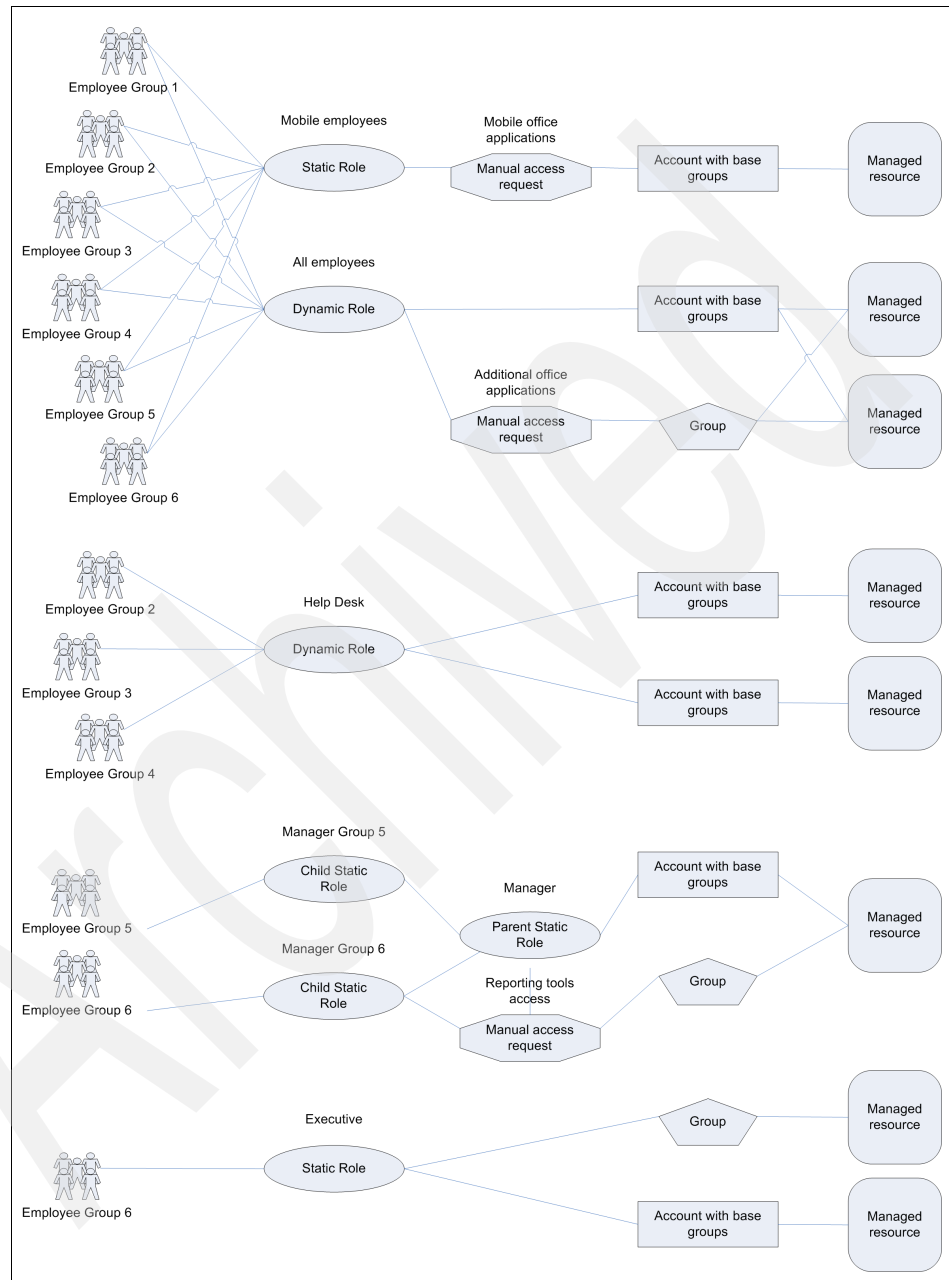 Employee Group 1
Employee Group 2
Employee Group 3
Employee Group 4
Employee Group 5
Employee Group 6
Mobile employees
Static Role
Mobile office
applications
Manual access
request
Account with base
groups
Managed
resource
All employees
Dynamic Role
Account with base
groups
Managed
resource
Additional office
applications
Manual access
request
Group
Managed
resource
Employee Group 2
Employee Group 3
Employee Group 4
Help Desk
Dynamic Role
Account with base
groups
Managed
resource
Account with base
groups
Managed
resource
Employee Group 5
Employee Group 6
Manager Group 5
Child Static
Role
Manager Group 6
Child Static
Role
Manager
Parent Static
Role
Reporting tools
access
Manual access
request
Account with base
groups
Group
Managed
resource
Employee Group 6
Executive
Static Role
Group
Managed
resource
Account with base
groups
Managed
resource
Archived